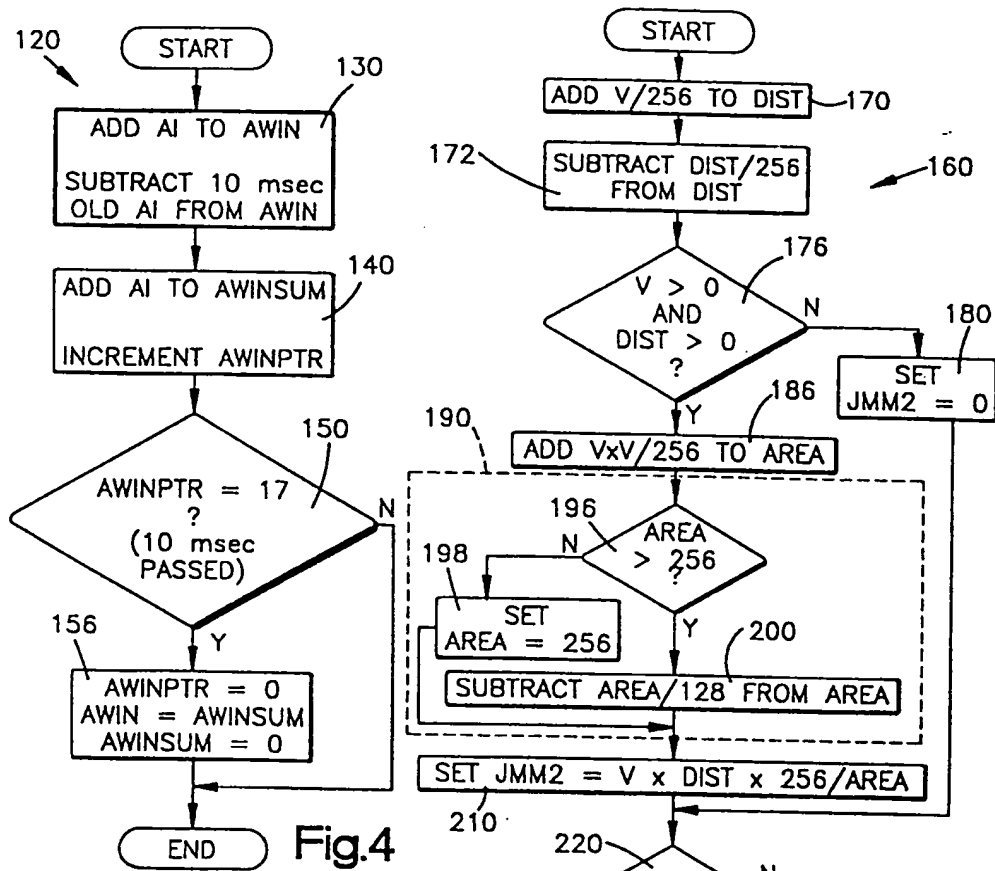 120
START
130
ADD AI TO AWIN
SUBTRACT 10 msec
OLD AI FROM AWIN
140
ADD AI TO AWINSUM
INCREMENT AWINPTR
150
AWINPTR = 17
?
(10 msec
PASSED)
N
Y
156
AWINPTR = 0
AWIN = AWINSUM
AWINSUM = 0
END
Fig.4
START
ADD V/256 TO DIST
170
172
SUBTRACT DIST/256
FROM DIST
160
176
V > 0
AND
DIST > 0
?
N
180
SET
JMM2 = 0
Y
186
190
ADD VxV/256 TO AREA
196
AREA
> 256
?
N
198
SET
AREA = 256
Y
200
SUBTRACT AREA/128 FROM AREA
SET JMM2 = V x DIST x 256/AREA
210
220
N